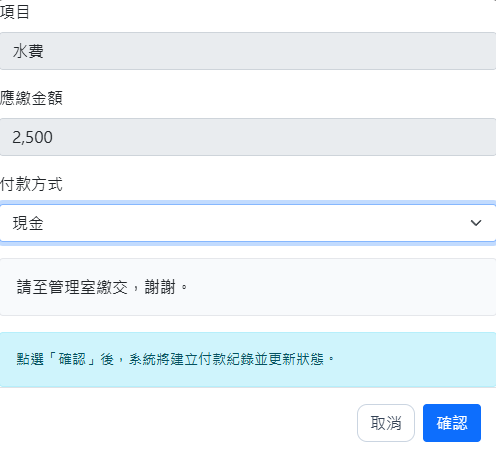 項目
水費
應繳金額
2,500
付款方式
現金
請至管理室繳交，謝謝。
點選「確認」後，系統將建立付款紀錄並更新狀態。
取消
確認